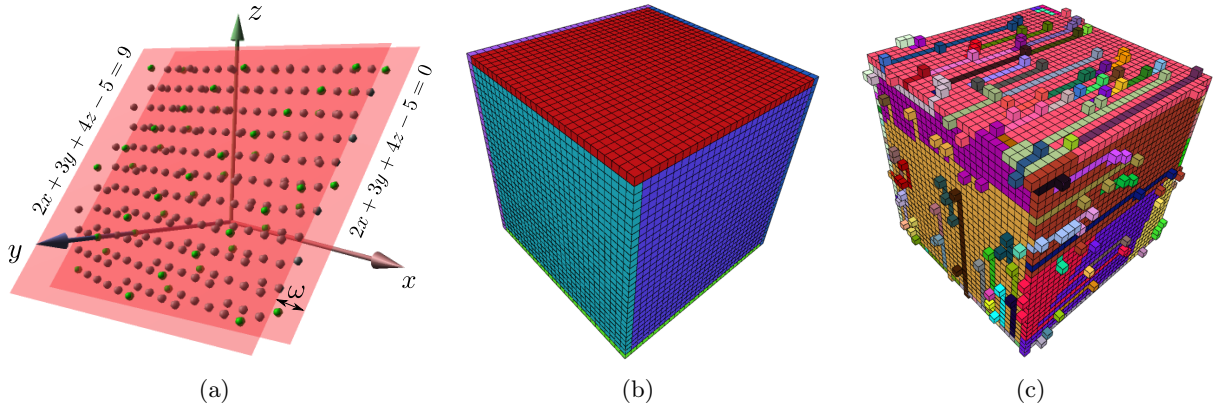 z
2x + 3y + 4z − 5 = 9
2x + 3y + 4z − 5 = 0
y
x
ω
(a)
(b)
(c)